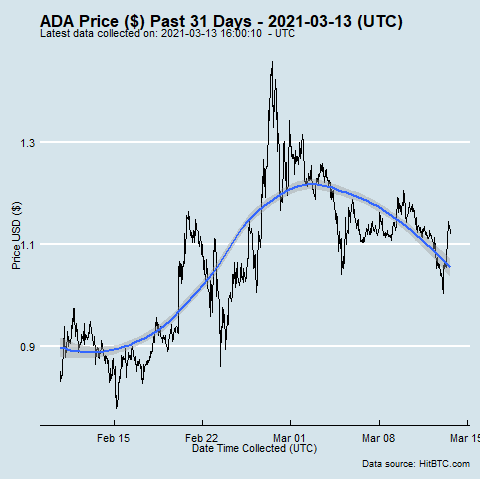 ADA Price ($) Past 31 Days - 2021-03-13 (UTC)
Latest data collected on: 2021-03-13 16:00:10 - UTC
1.3
1.1
0.9
Price USD ($)
Feb 15
Feb 22
Mar 01
Mar 08
Mar 15
Date Time Collected (UTC)
Data source: HitBTC.com